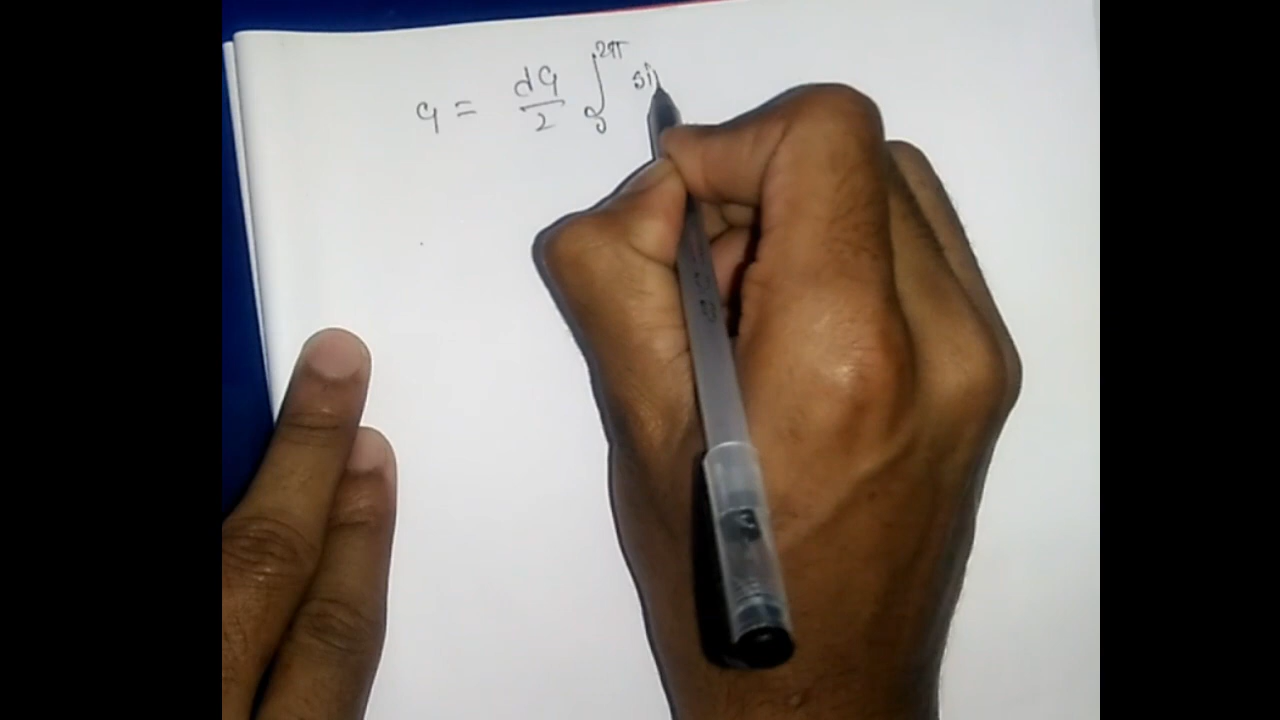 q = dq/2 ∫₀^2π si